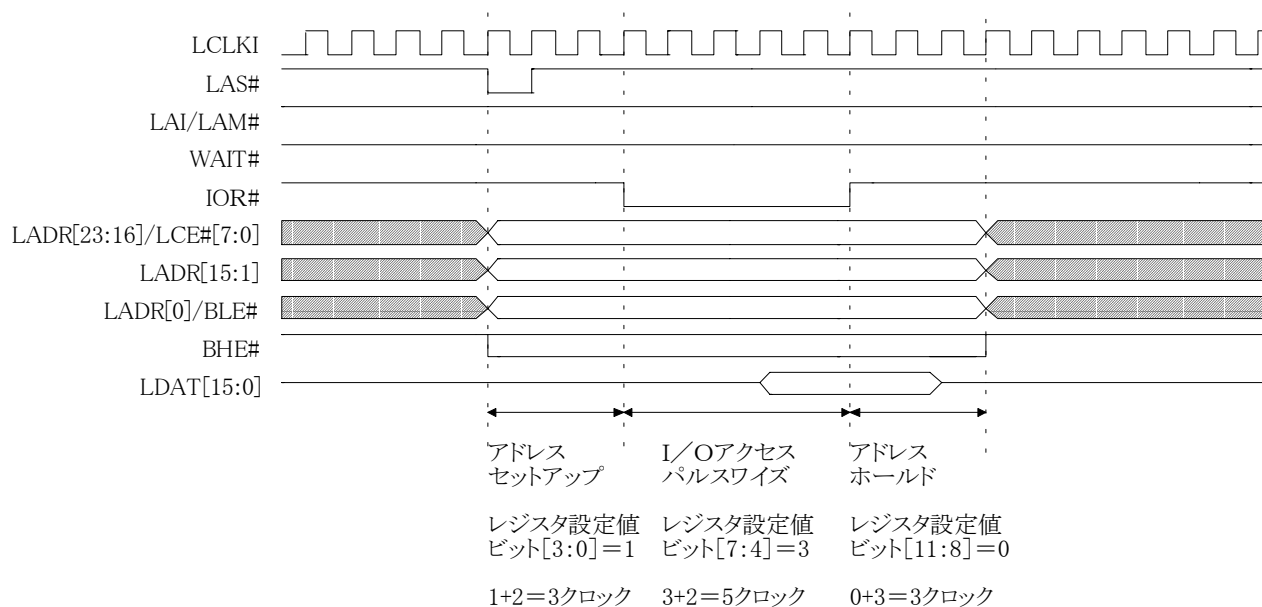 LCLKI
LAS#
LAI/LAM#
WAIT#
IOR#
LADR[23:16]/LCE#[7:0]
LADR[15:1]
LADR[0]/BLE#
BHE#
LDAT[15:0]
アドレス
セットアップ
レジスタ設定値
ビット[3:0]＝1
1+2＝3クロック
I／Oアクセス
パルスワイズ
レジスタ設定値
ビット[7:4]＝3
3+2＝5クロック
アドレス
ホールド
レジスタ設定値
ビット[11:8]＝0
0+3＝3クロック